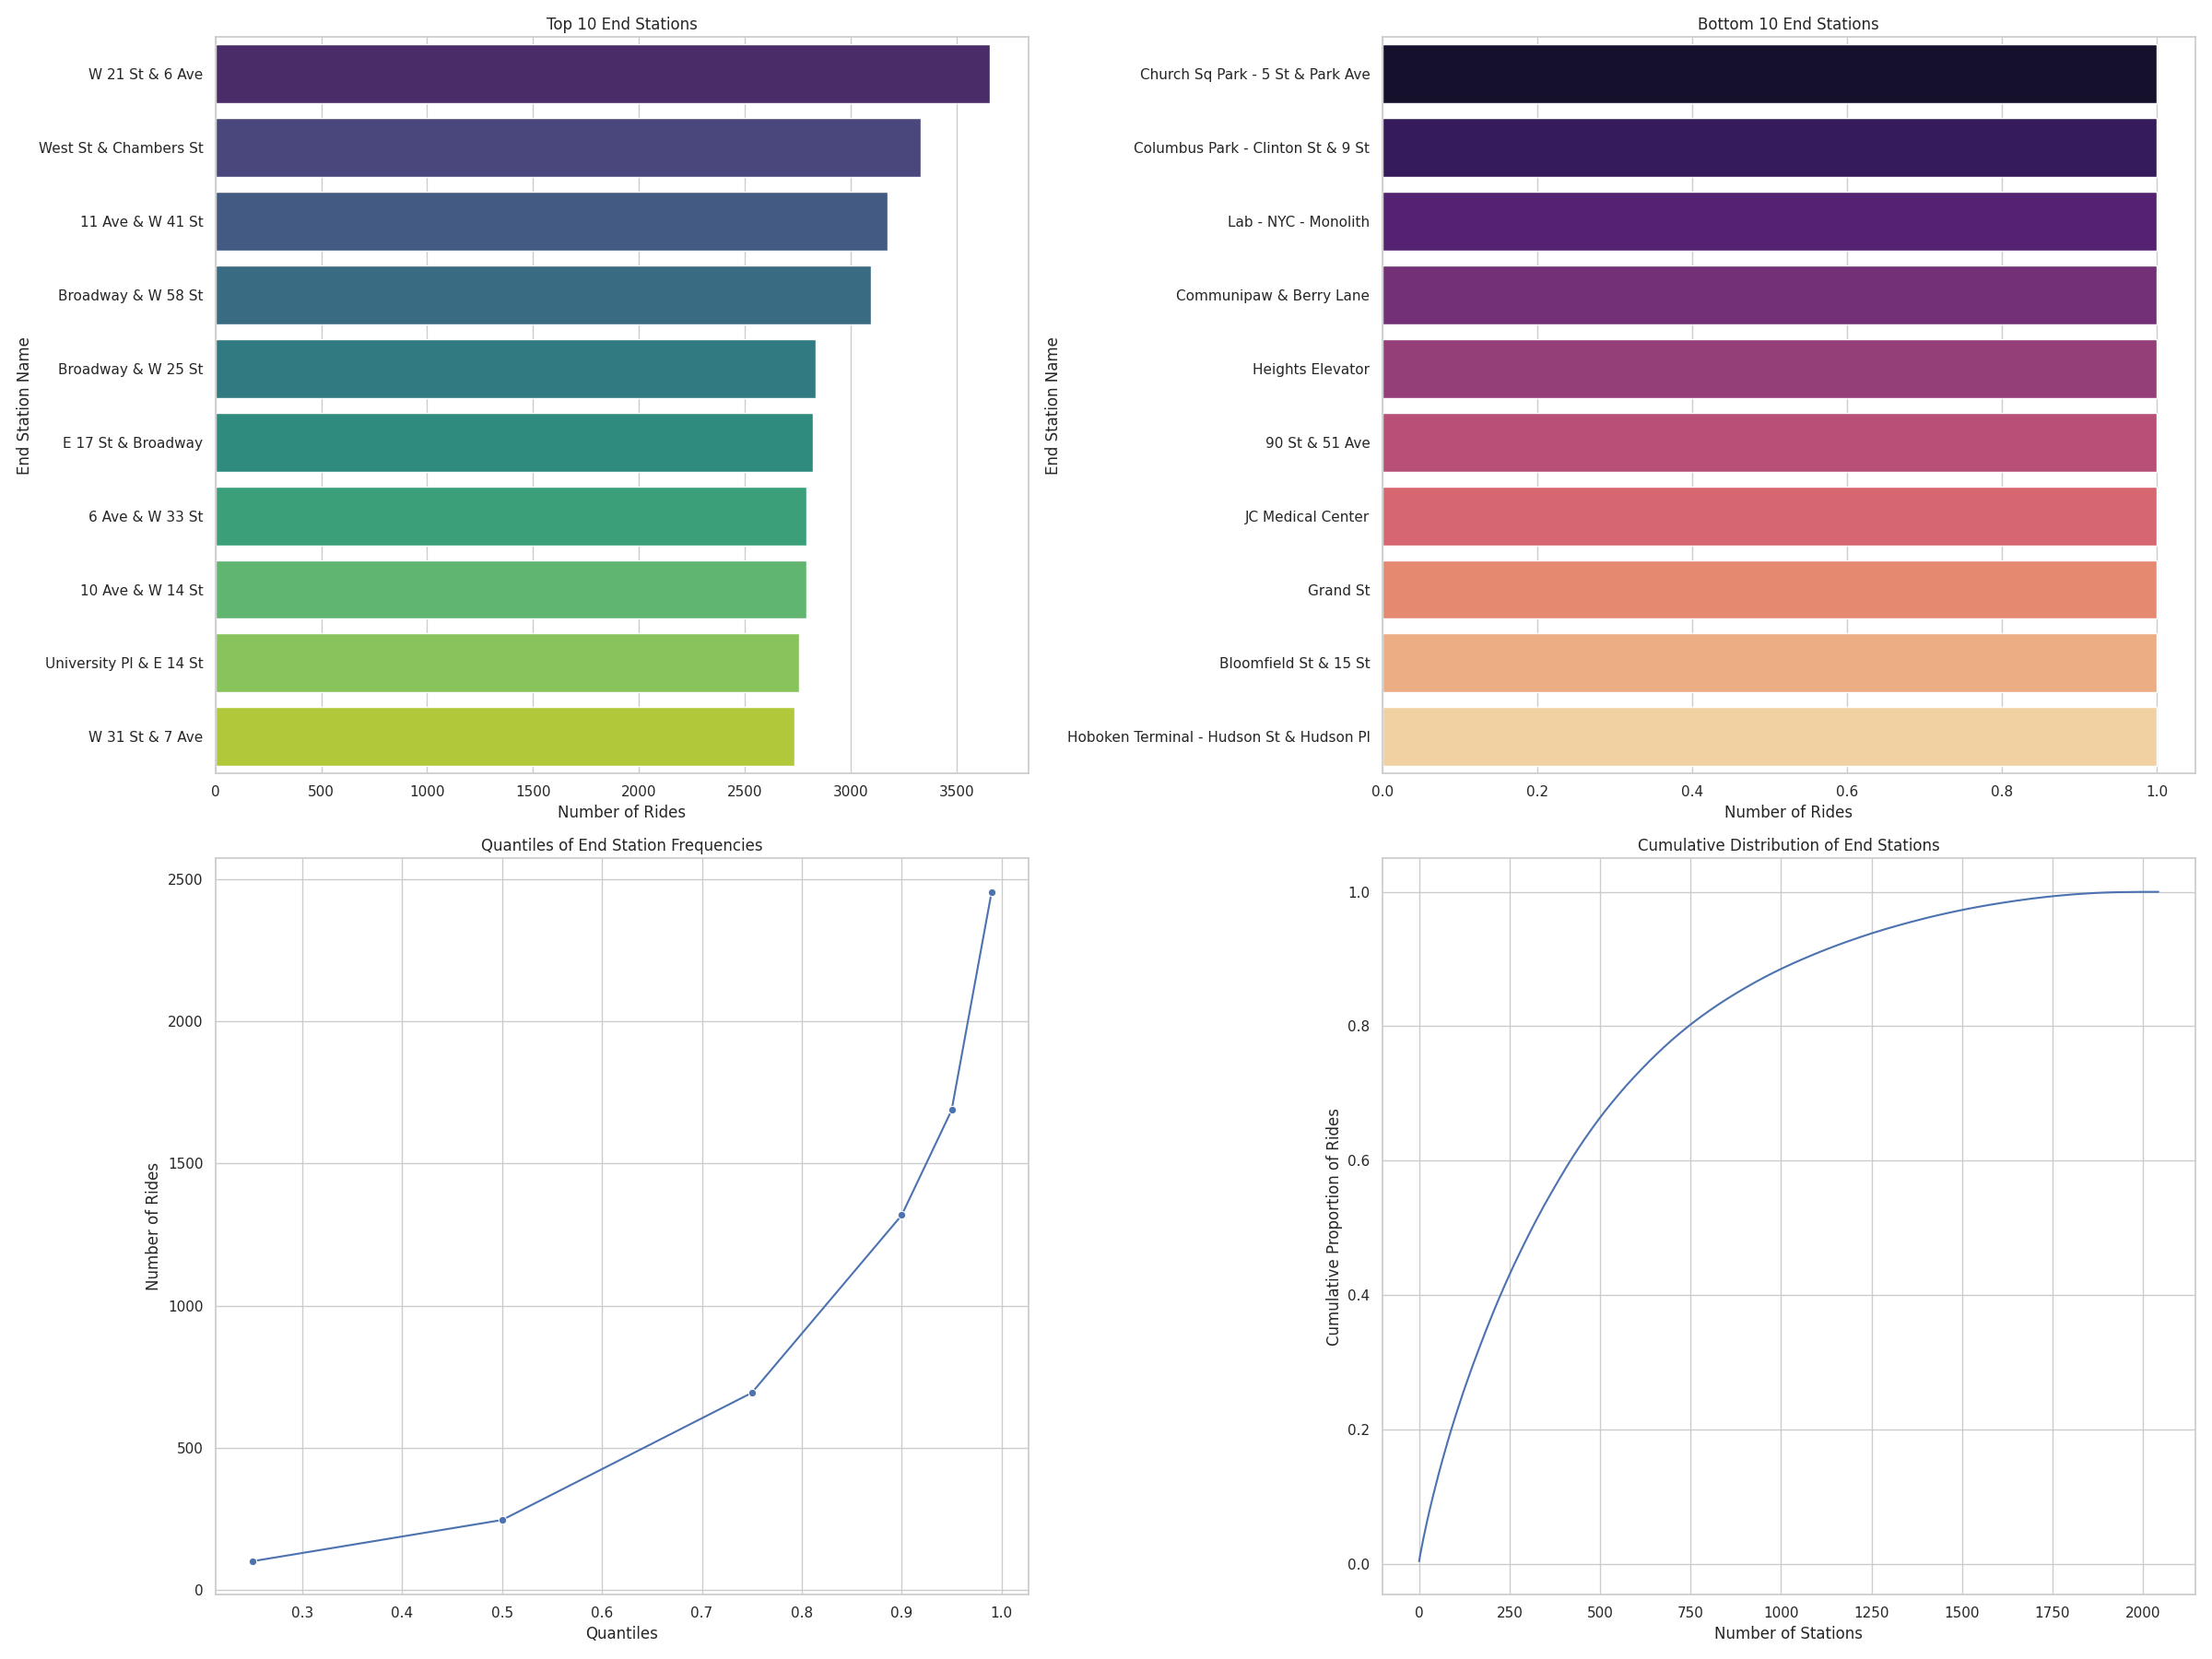 Top 10 End Stations
End Station Name
W 21 St & 6 Ave
West St & Chambers St
11 Ave & W 41 St
Broadway & W 58 St
Broadway & W 25 St
E 17 St & Broadway
6 Ave & W 33 St
10 Ave & W 14 St
University Pl & E 14 St
W 31 St & 7 Ave
0 500 1000 1500 2000 2500 3000 3500
Number of Rides
Bottom 10 End Stations
End Station Name
Church Sq Park - 5 St & Park Ave
Columbus Park - Clinton St & 9 St
Lab - NYC - Monolith
Communipaw & Berry Lane
Heights Elevator
90 St & 51 Ave
JC Medical Center
Grand St
Bloomfield St & 15 St
Hoboken Terminal - Hudson St & Hudson Pl
0.0 0.2 0.4 0.6 0.8 1.0
Number of Rides
Quantiles of End Station Frequencies
Number of Rides
2500
2000
1500
1000
500
0
0.3 0.4 0.5 0.6 0.7 0.8 0.9 1.0
Quantiles
Cumulative Distribution of End Stations
Cumulative Proportion of Rides
1.0
0.8
0.6
0.4
0.2
0.0
0 250 500 750 1000 1250 1500 1750 2000
Number of Stations